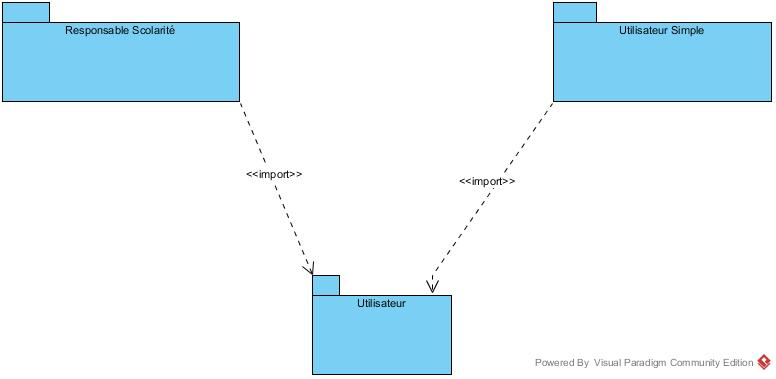 Responsable Scolarité
Utilisateur Simple
<<import>>
<<import>>
Utilisateur
Powered By Visual Paradigm Community Edition